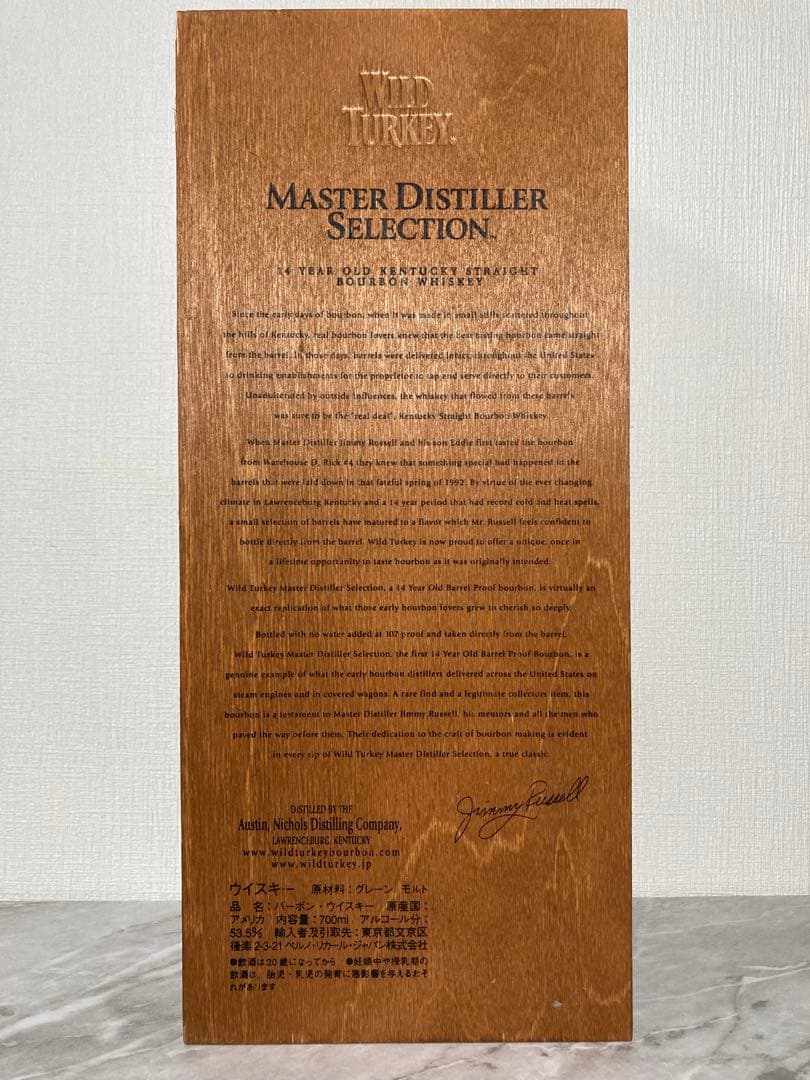 WILD
TURKEY.
MASTER DISTILLER
SELECTION™
14 YEAR OLD KENTUCKY STRAIGHT
BOURBON WHISKEY
Since the early days of bourbon, when it was made in small stills scattered throughout
the hills of Kentucky, real bourbon lovers knew that the best tasting bourbon came straight
from the barrel. In those days, barrels were delivered intact, throughout the United States
to drinking establishments for the proprietor to tap and serve directly to their customers.
Unadulterated by outside influences, the whiskey that flowed from these barrels
was sure to be the "real deal", Kentucky Straight Bourbon Whiskey.
When Master Distiller Jimmy Russell and his son Eddie first tasted the bourbon
from Warehouse D, Rick #4 they knew that something special had happened in the
barrels that were laid down in that fateful spring of 1992. By virtue of the ever changing
climate in Lawrenceburg Kentucky and a 14 year period that had record cold and heat spells,
a small selection of barrels have matured to a flavor which Mr. Russell feels confident to
bottle directly from the barrel. Wild Turkey is now proud to offer a unique, once in
a lifetime opportunity to taste bourbon as it was originally intended.
Wild Turkey Master Distiller Selection, a 14 Year Old Barrel Proof bourbon, is virtually an
exact replication of what those early bourbon lovers grew to cherish so deeply.
Bottled with no water added at 107 proof and taken directly from the barrel,
Wild Turkey Master Distiller Selection, the first 14 Year Old Barrel Proof Bourbon, is a
genuine example of what the early bourbon distillers delivered across the United States on
steam engines and in covered wagons. A rare find and a legitimate collectors item, this
bourbon is a testament to Master Distiller Jimmy Russell, his mentors and all the men who
paved the way before them. Their dedication to the craft of bourbon making is evident
in every sip of Wild Turkey Master Distiller Selection, a true classic.
Jimmy Russell
DISTILLED BY THE
Austin, Nichols Distilling Company,
LAWRENCEBURG, KENTUCKY
www.wildturkeybourbon.com
www.wildturkey.jp
ウイスキー 原材料：グレーン モルト
品 名：バーボン・ウイスキー 原産国：
アメリカ 内容量：700ml アルコール分：
53.5% 輸入者及引取先：東京都文京区
後楽2-3-21 ペルノ・リカール・ジャパン株式会社
●飲酒は20歳になってから ●妊娠中や授乳期の
飲酒は、胎児・乳児の発育に悪影響を与えるおそ
れがあります